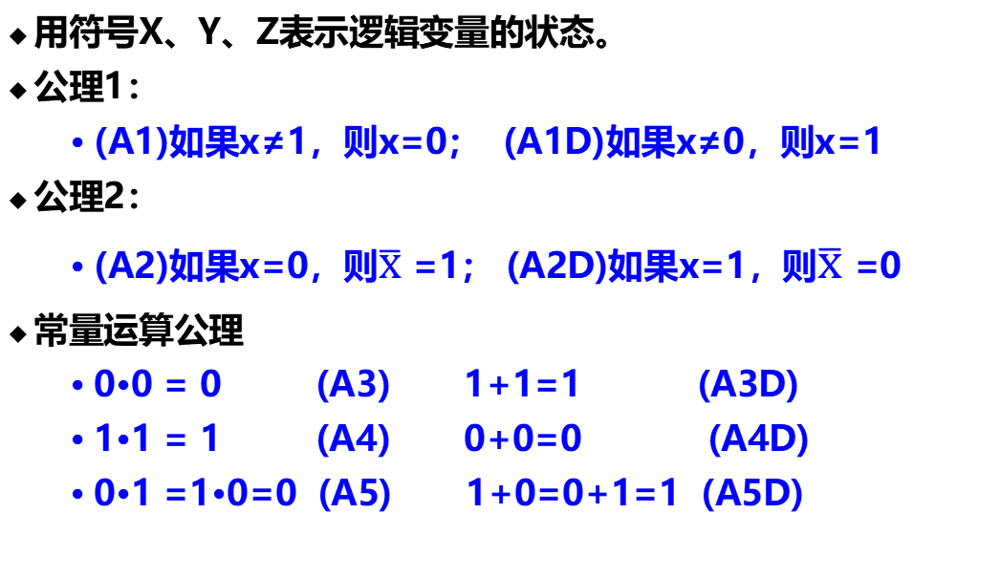 ◆用符号X、Y、Z表示逻辑变量的状态。
◆公理1：
• (A1)如果x≠1，则x=0； (A1D)如果x≠0，则x=1
◆公理2：
• (A2)如果x=0，则X̅ =1； (A2D)如果x=1，则X̅ =0
◆常量运算公理
• 0•0 = 0 (A3) 1+1=1 (A3D)
• 1•1 = 1 (A4) 0+0=0 (A4D)
• 0•1 =1•0=0 (A5) 1+0=0+1=1 (A5D)